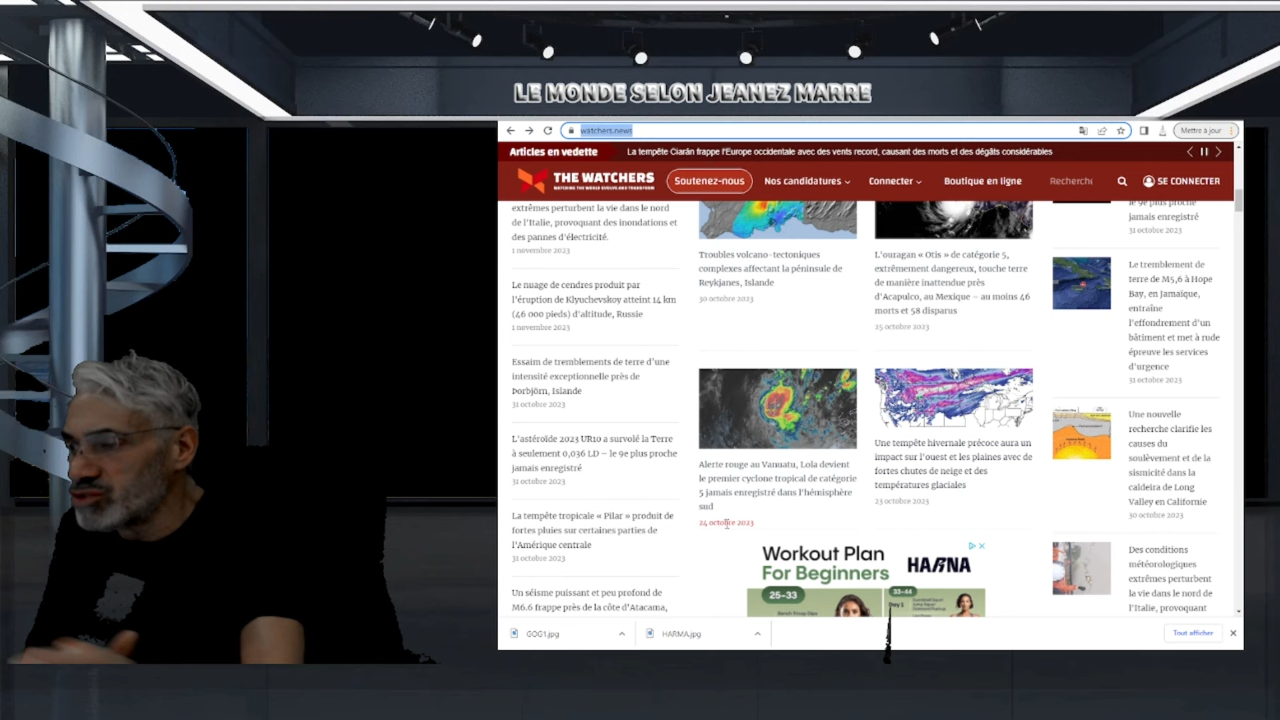 LE MONDE SELON JEANEZ MARRE
watchers.news
Mettre à jour
Articles en vedette
La tempête Ciarán frappe l'Europe occidentale avec des vents record, causant des morts et des dégâts considérables
THE WATCHERS
WATCHING THE WORLD EVOLVE AND TRANSFORM
Soutenez-nous
Nos candidatures
Connecter
Boutique en ligne
Recherche
SE CONNECTER
extrêmes perturbent la vie dans le nord
de l'Italie, provoquant des inondations et
des pannes d'électricité.
1 novembre 2023
Le nuage de cendres produit par
l'éruption de Klyuchevskoy atteint 14 km
(46 000 pieds) d'altitude, Russie
1 novembre 2023
Essaim de tremblements de terre d'une
intensité exceptionnelle près de
Þorbjörn, Islande
31 octobre 2023
L'astéroïde 2023 UR10 a survolé la Terre
à seulement 0,036 LD – le 9e plus proche
jamais enregistré
31 octobre 2023
La tempête tropicale « Pilar » produit de
fortes pluies sur certaines parties de
l'Amérique centrale
31 octobre 2023
Un séisme puissant et peu profond de
M6.6 frappe près de la côte d'Atacama,
Troubles volcano-tectoniques
complexes affectant la péninsule de
Reykjanes, Islande
30 octobre 2023
L'ouragan « Otis » de catégorie 5,
extrêmement dangereux, touche terre
de manière inattendue près
d'Acapulco, au Mexique – au moins 46
morts et 58 disparus
25 octobre 2023
Alerte rouge au Vanuatu, Lola devient
le premier cyclone tropical de catégorie
5 jamais enregistré dans l'hémisphère
sud
24 octobre 2023
Une tempête hivernale précoce aura un
impact sur l'ouest et les plaines avec de
fortes chutes de neige et des
températures glaciales
23 octobre 2023
le 9e plus proche
jamais enregistré
31 octobre 2023
Le tremblement de
terre de M5,6 à Hope
Bay, en Jamaïque,
entraîne
l'effondrement d'un
bâtiment et met à rude
épreuve les services
d'urgence
31 octobre 2023
Une nouvelle
recherche clarifie les
causes du
soulèvement et de la
sismicité dans la
caldeira de Long
Valley en Californie
30 octobre 2023
Des conditions
météorologiques
extrêmes perturbent
la vie dans le nord de
l'Italie, provoquant
Workout Plan
For Beginners
25-33
33-44
Day 1
GOG1.jpg
HARMA.jpg
Tout afficher